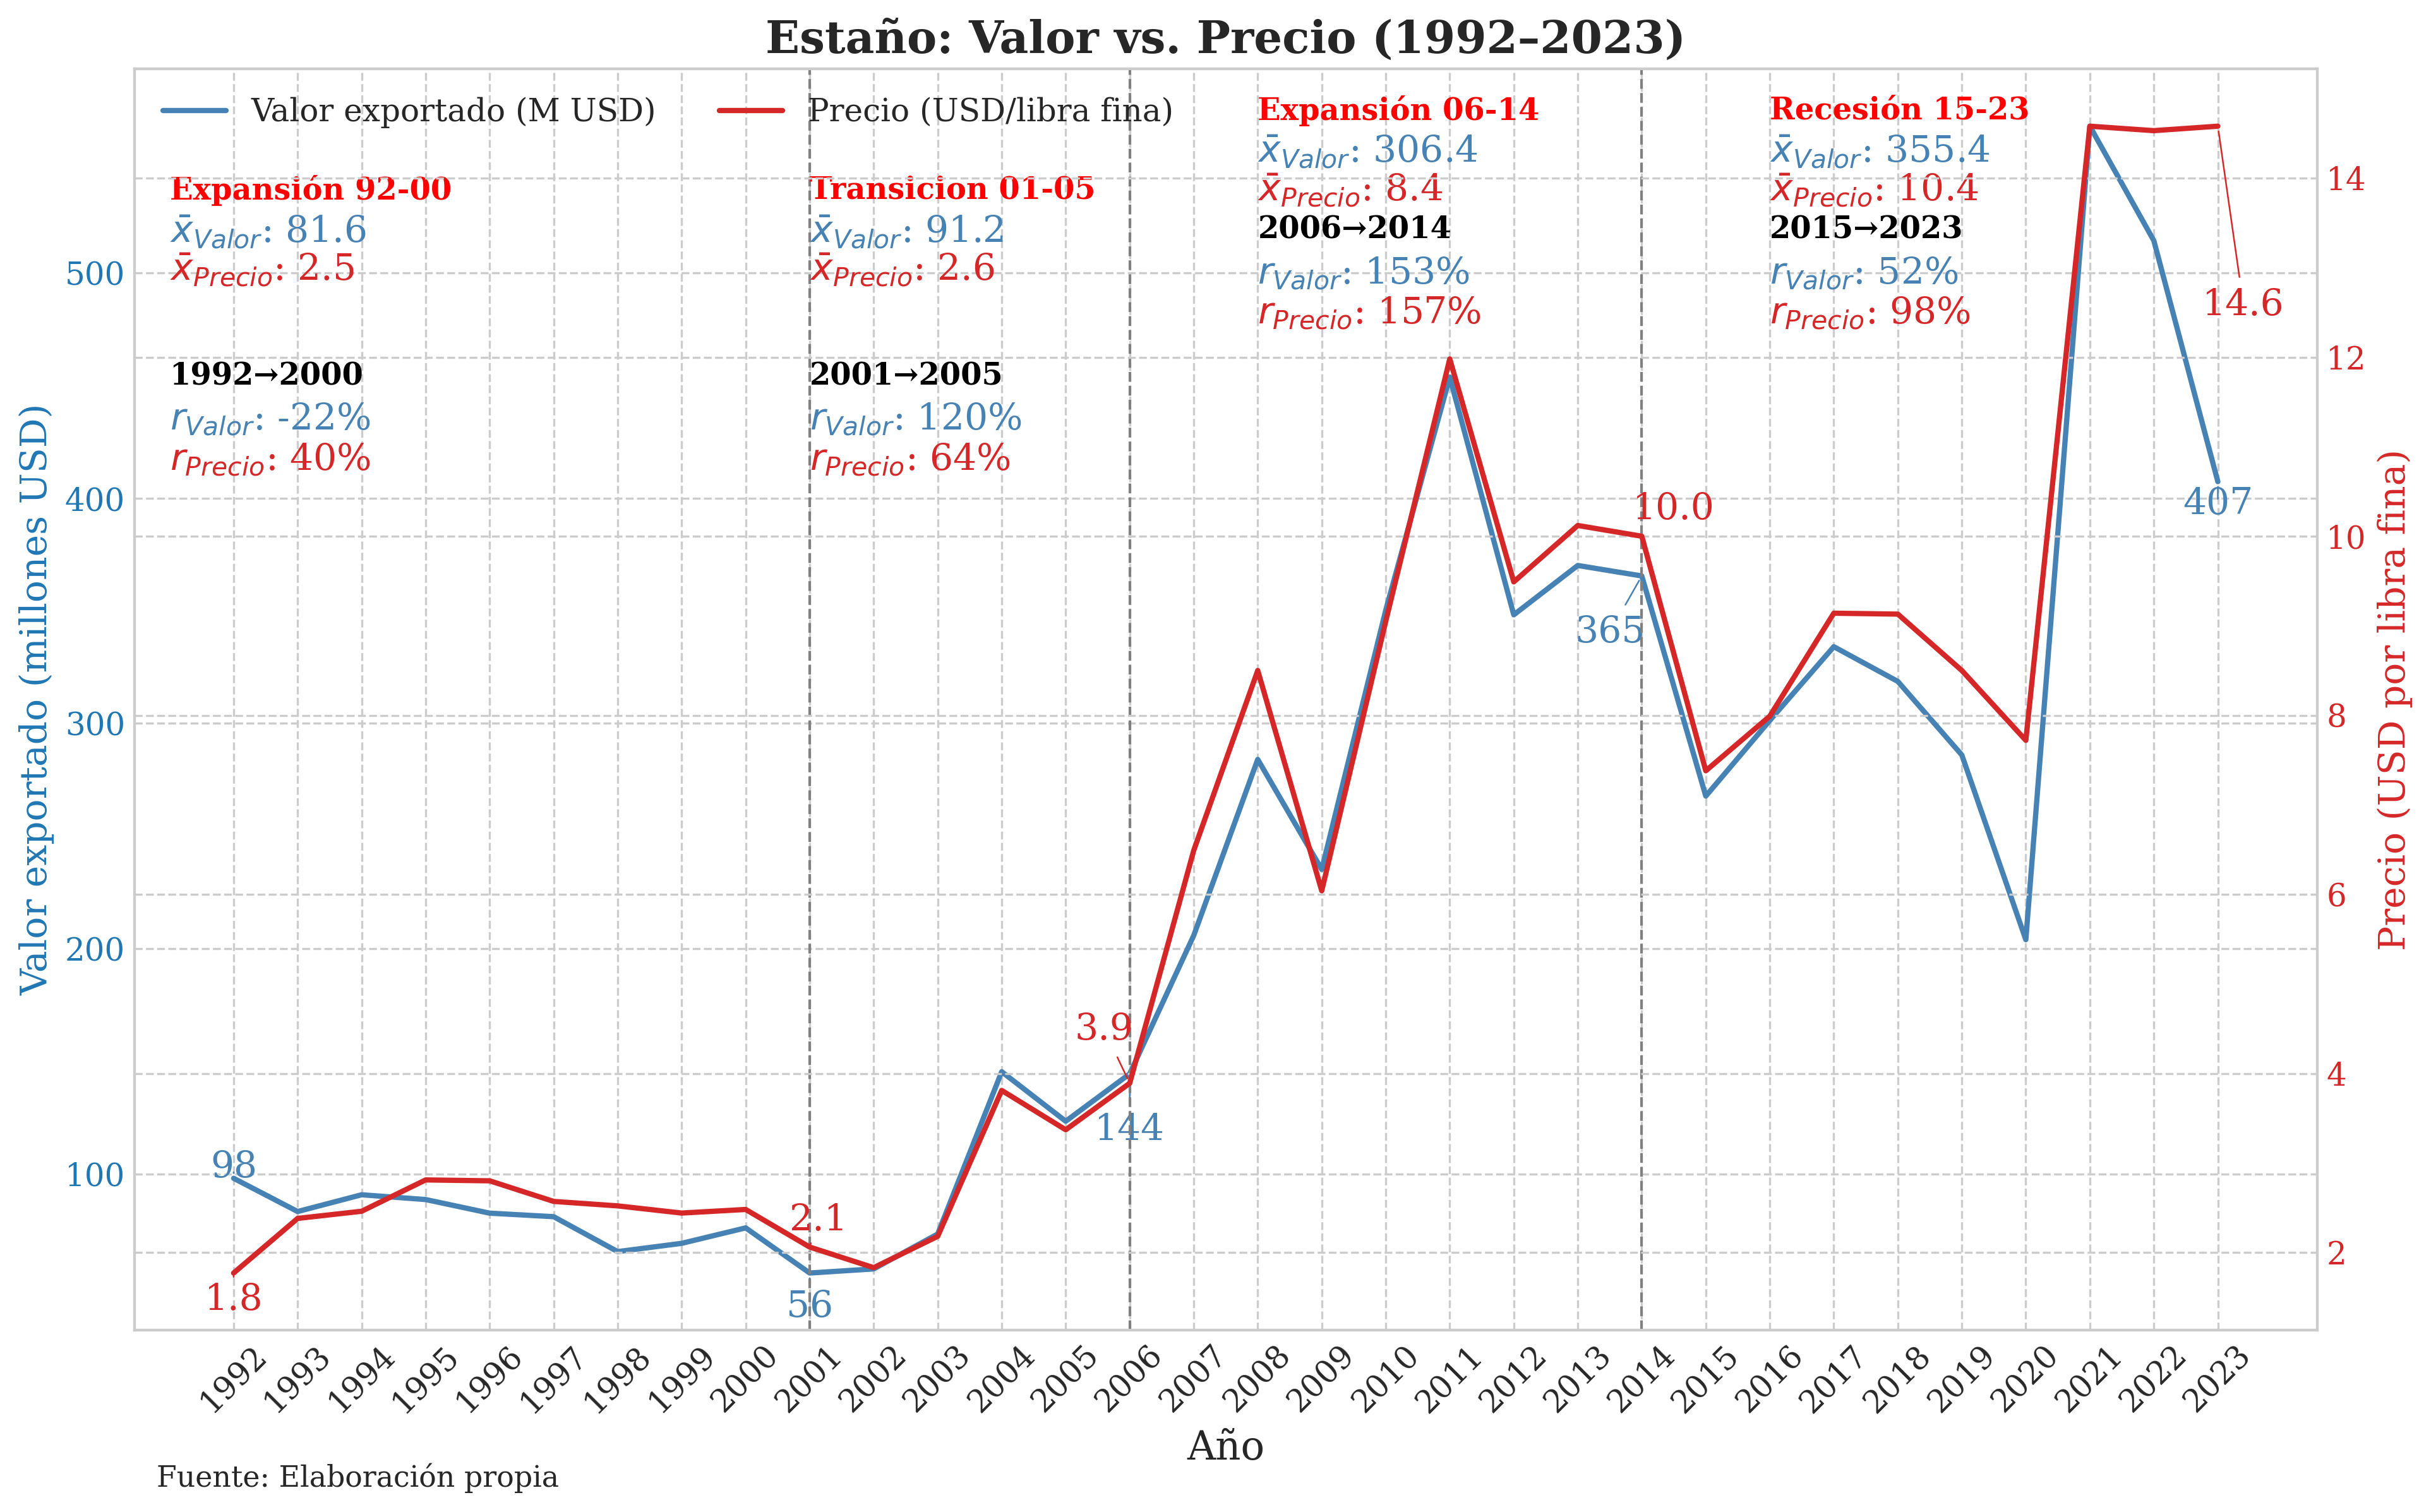 Estaño: Valor vs. Precio (1992–2023)
Valor exportado (M USD)
Precio (USD/libra fina)
Expansión 92-00
x̄Valor: 81.6
x̄Precio: 2.5
1992→2000
rValor: -22%
rPrecio: 40%
Transicion 01-05
x̄Valor: 91.2
x̄Precio: 2.6
2001→2005
rValor: 120%
rPrecio: 64%
Expansión 06-14
x̄Valor: 306.4
x̄Precio: 8.4
2006→2014
rValor: 153%
rPrecio: 157%
Recesión 15-23
x̄Valor: 355.4
x̄Precio: 10.4
2015→2023
rValor: 52%
rPrecio: 98%
Valor exportado (millones USD)
500
400
300
200
100
98
1.8
2.1
56
3.9
144
10.0
365
14.6
407
14
12
10
8
6
4
2
Precio (USD por libra fina)
1992 1993 1994 1995 1996 1997 1998 1999 2000 2001 2002 2003 2004 2005 2006 2007 2008 2009 2010 2011 2012 2013 2014 2015 2016 2017 2018 2019 2020 2021 2022 2023
Año
Fuente: Elaboración propia